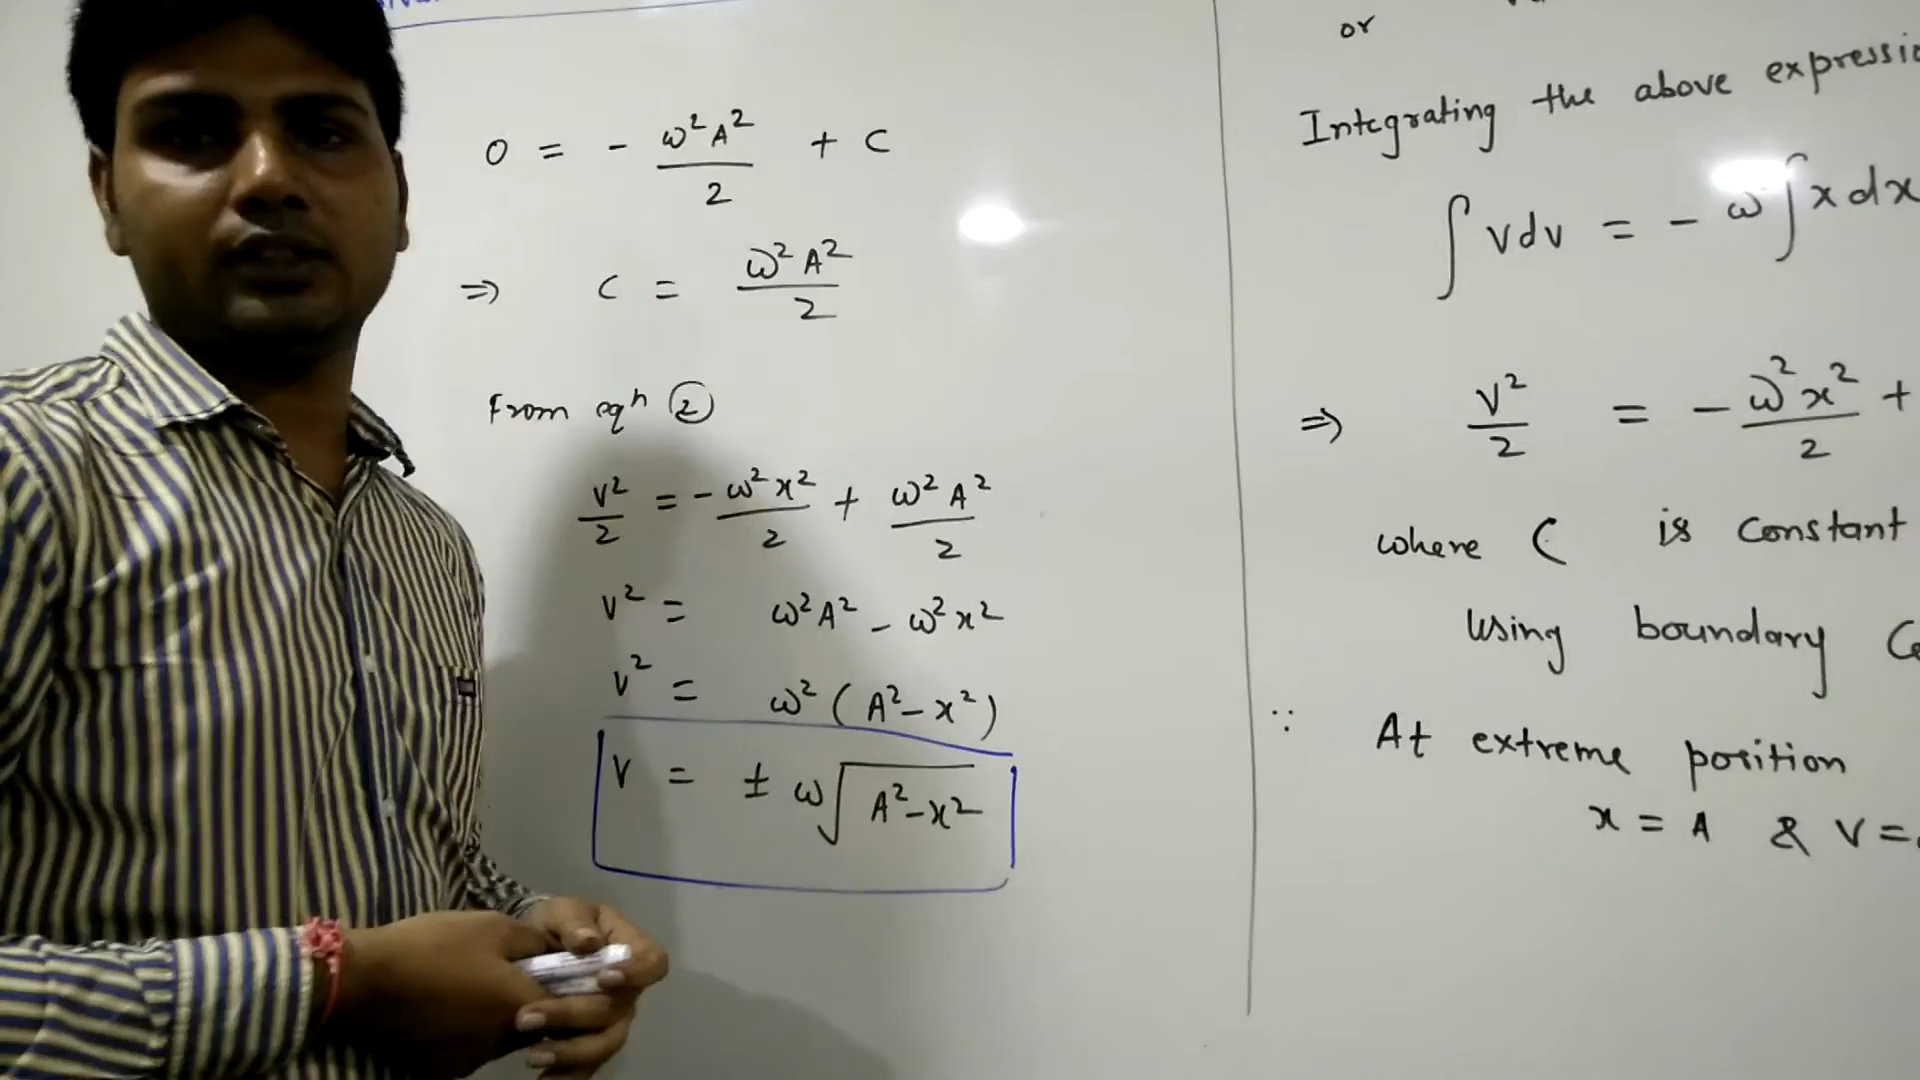 0 = - ω²A²/2 + C
⇒ C = ω²A²/2
From eqⁿ ②
v²/2 = - ω²x²/2 + ω²A²/2
v² = ω²A² - ω²x²
v² = ω² (A² - x²)
v = ± ω√(A² - x²)
or
Integrating the above
∫ v dv = - ω ∫ x dx
⇒ v²/2 = - ω²x²/2 +
where C is constant
Using boundary
∵ At extreme position
x = A & v =